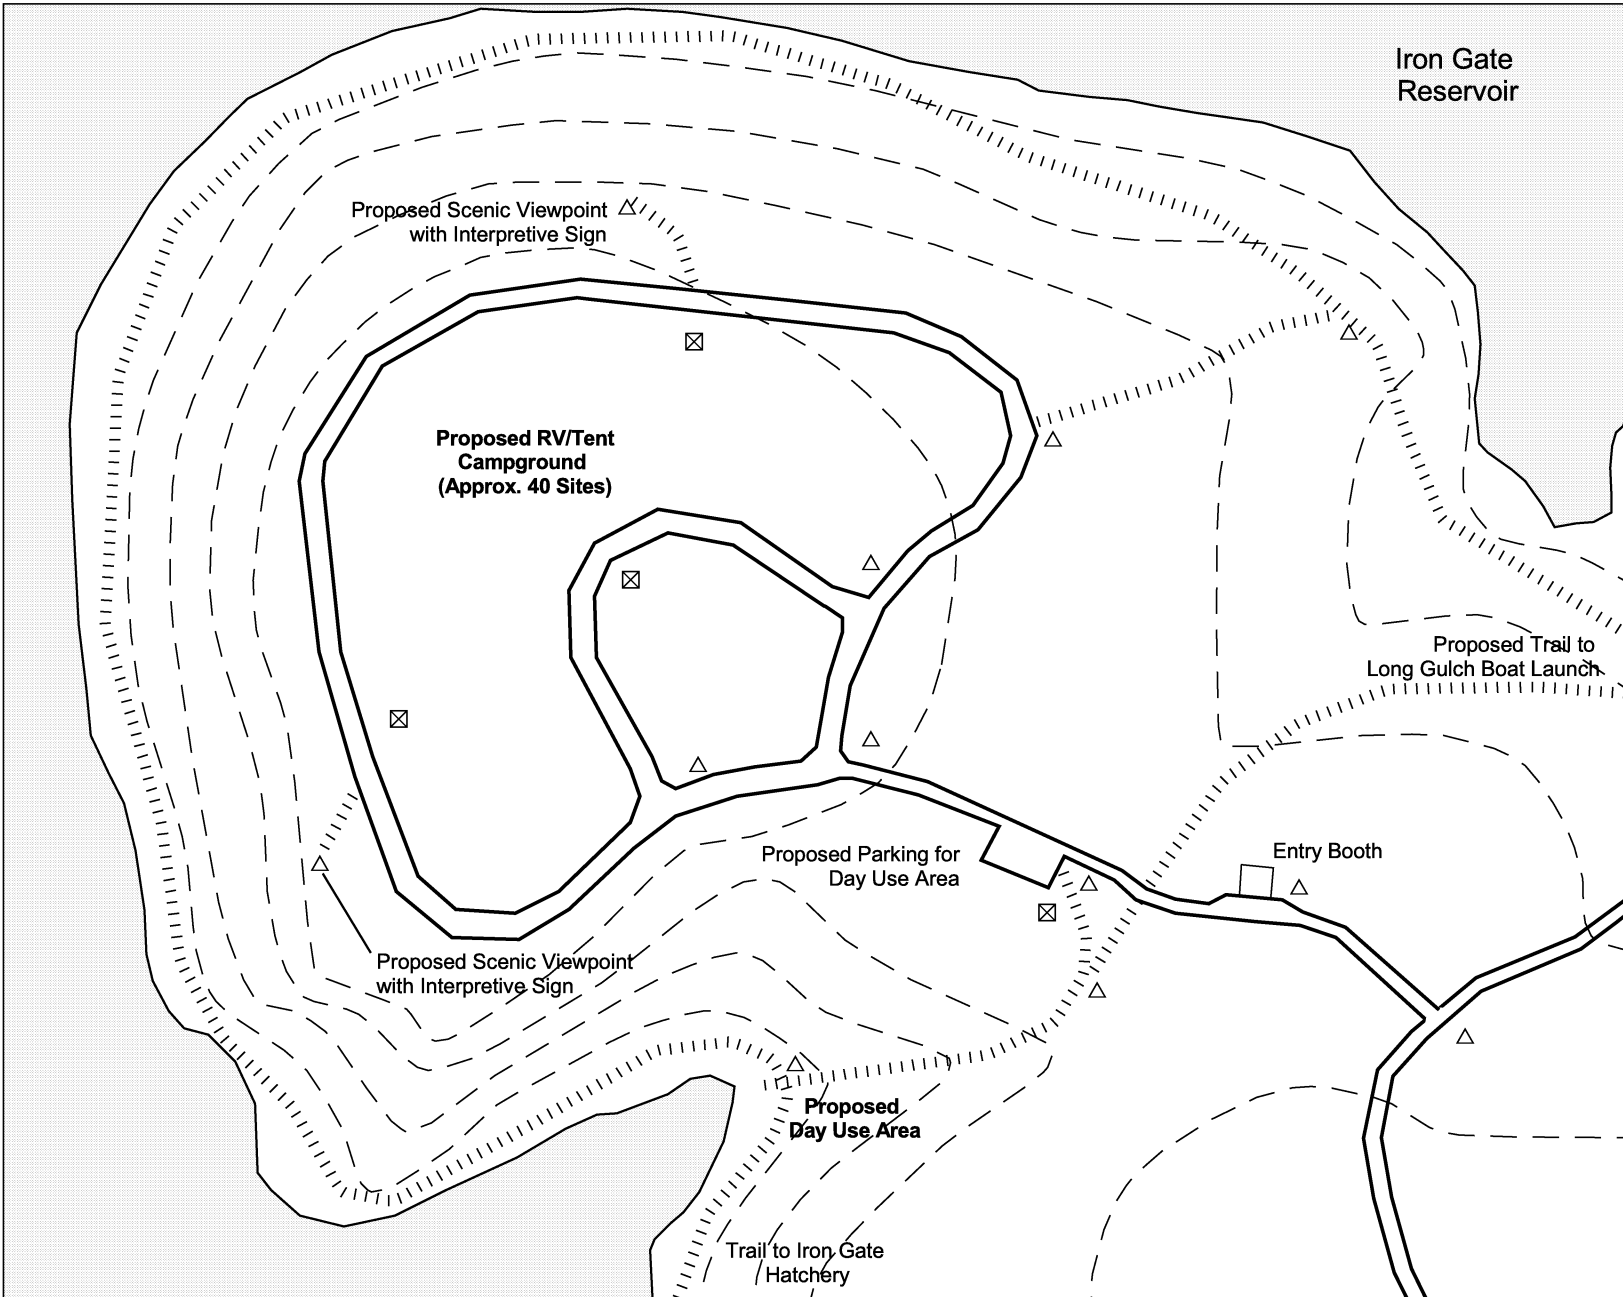 Iron Gate
Reservoir
Proposed Scenic Viewpoint
with Interpretive Sign
Proposed RV/Tent
Campground
(Approx. 40 Sites)
Proposed Trail to
Long Gulch Boat Launch
Proposed Parking for
Day Use Area
Entry Booth
Proposed Scenic Viewpoint
with Interpretive Sign
Proposed
Day Use Area
Trail to Iron Gate
Hatchery